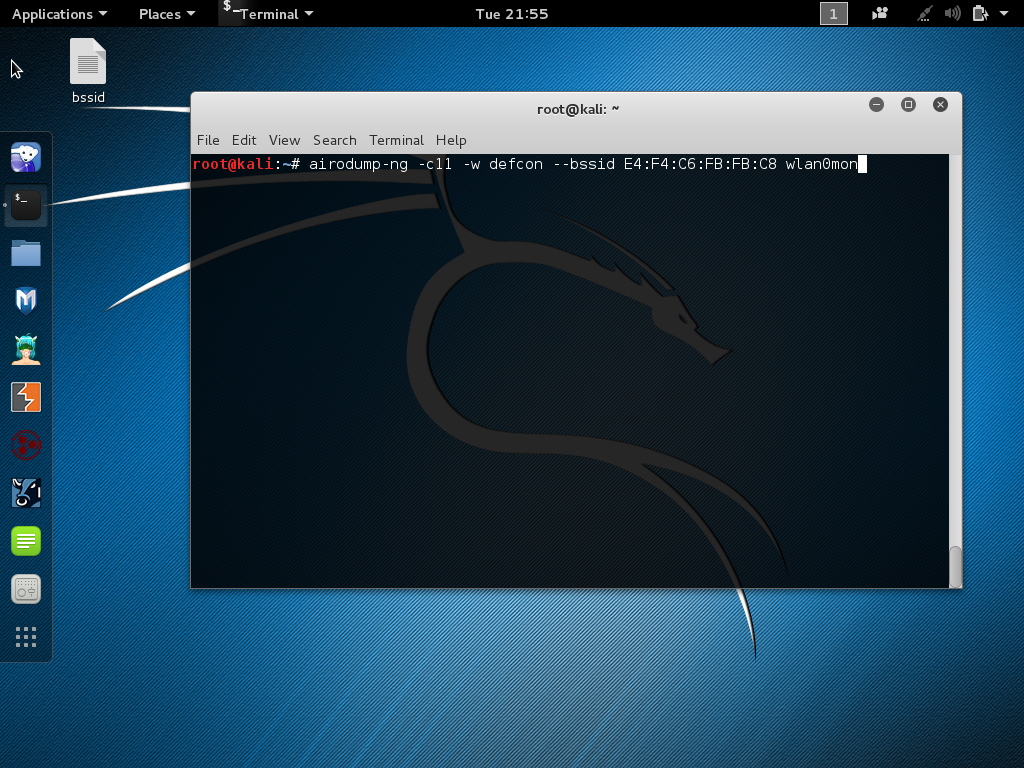 Applications Places $_Terminal Tue 21:55 1
bssid
root@kali: ~
File Edit View Search Terminal Help
root@kali:~# airodump-ng -c11 -w defcon --bssid E4:F4:C6:FB:FB:C8 wlan0mon
$_